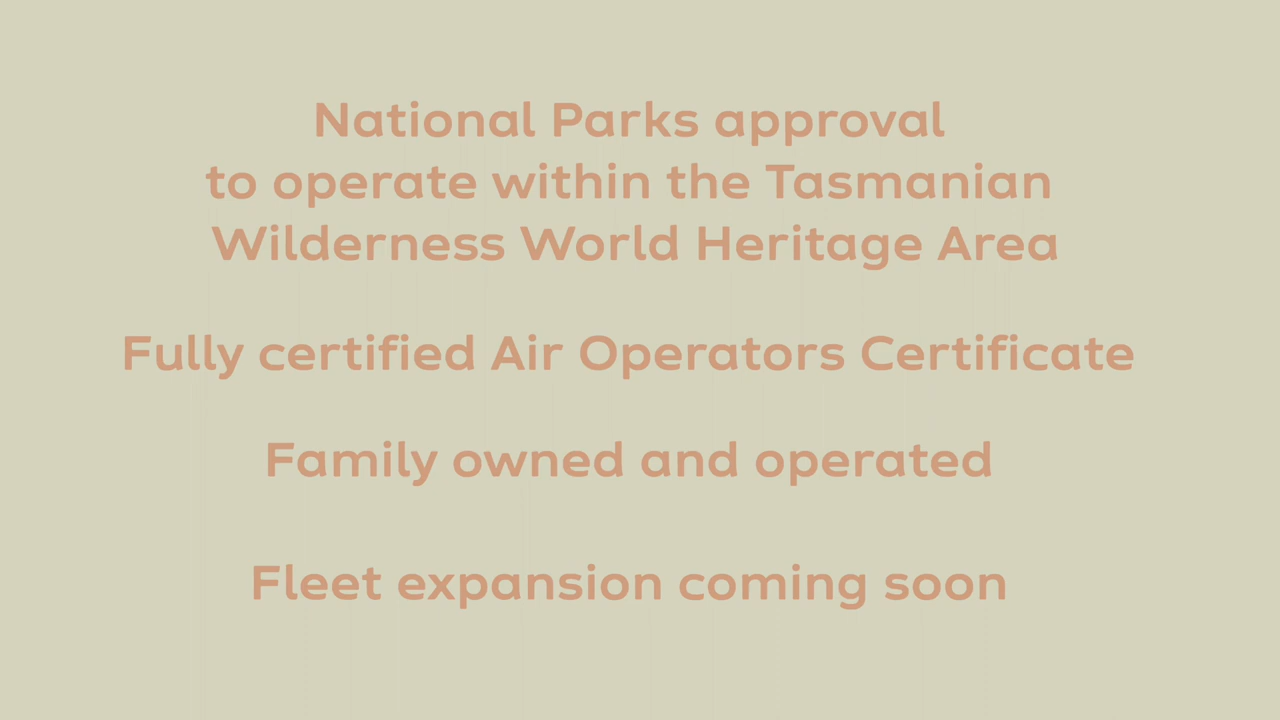 National Parks approval
to operate within the Tasmanian
Wilderness World Heritage Area
Fully certified Air Operators Certificate
Family owned and operated
Fleet expansion coming soon